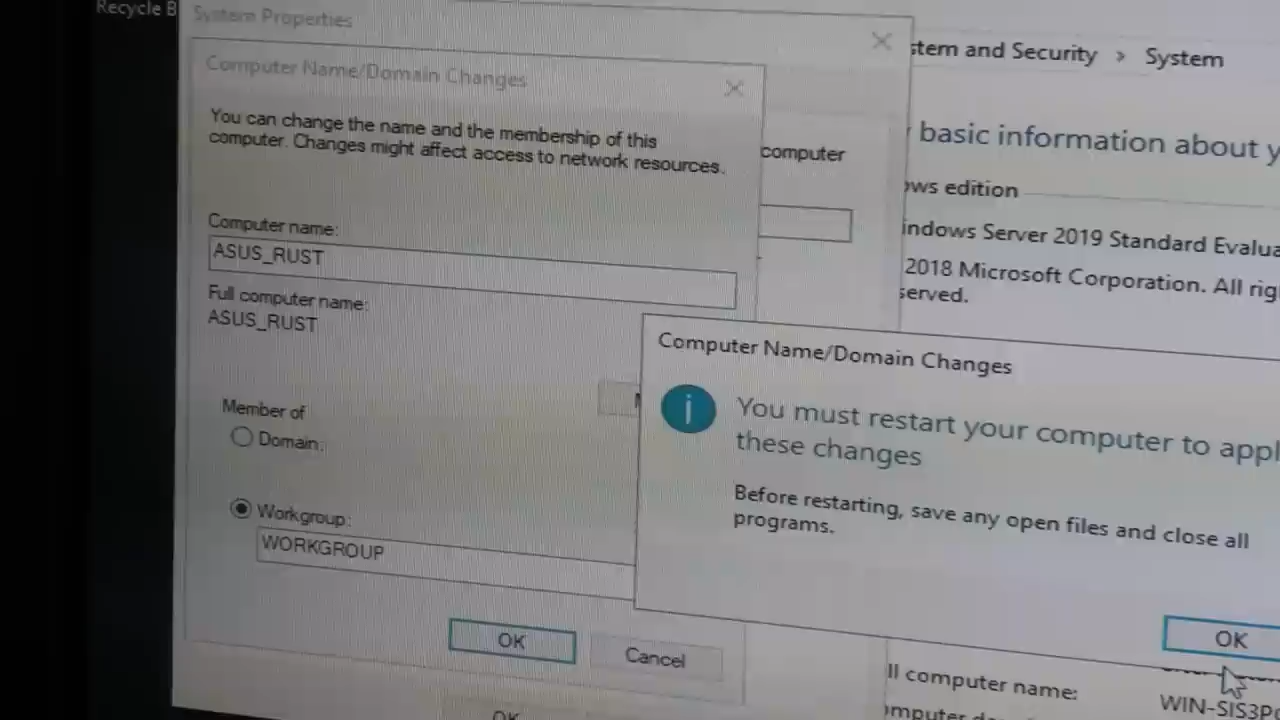 Recycle B
System Properties
Computer Name/Domain Changes
You can change the name and the membership of this
computer. Changes might affect access to network resources.
Computer name:
ASUS_RUST
Full computer name:
ASUS_RUST
Member of
Domain:
Workgroup:
WORKGROUP
OK
Cancel
OK
computer
stem and Security > System
basic information about y
ows edition
indows Server 2019 Standard Evalua
2018 Microsoft Corporation. All rig
served.
Computer Name/Domain Changes
You must restart your computer to appl
these changes
Before restarting, save any open files and close all
programs.
OK
ll computer name:
WIN-SIS3P